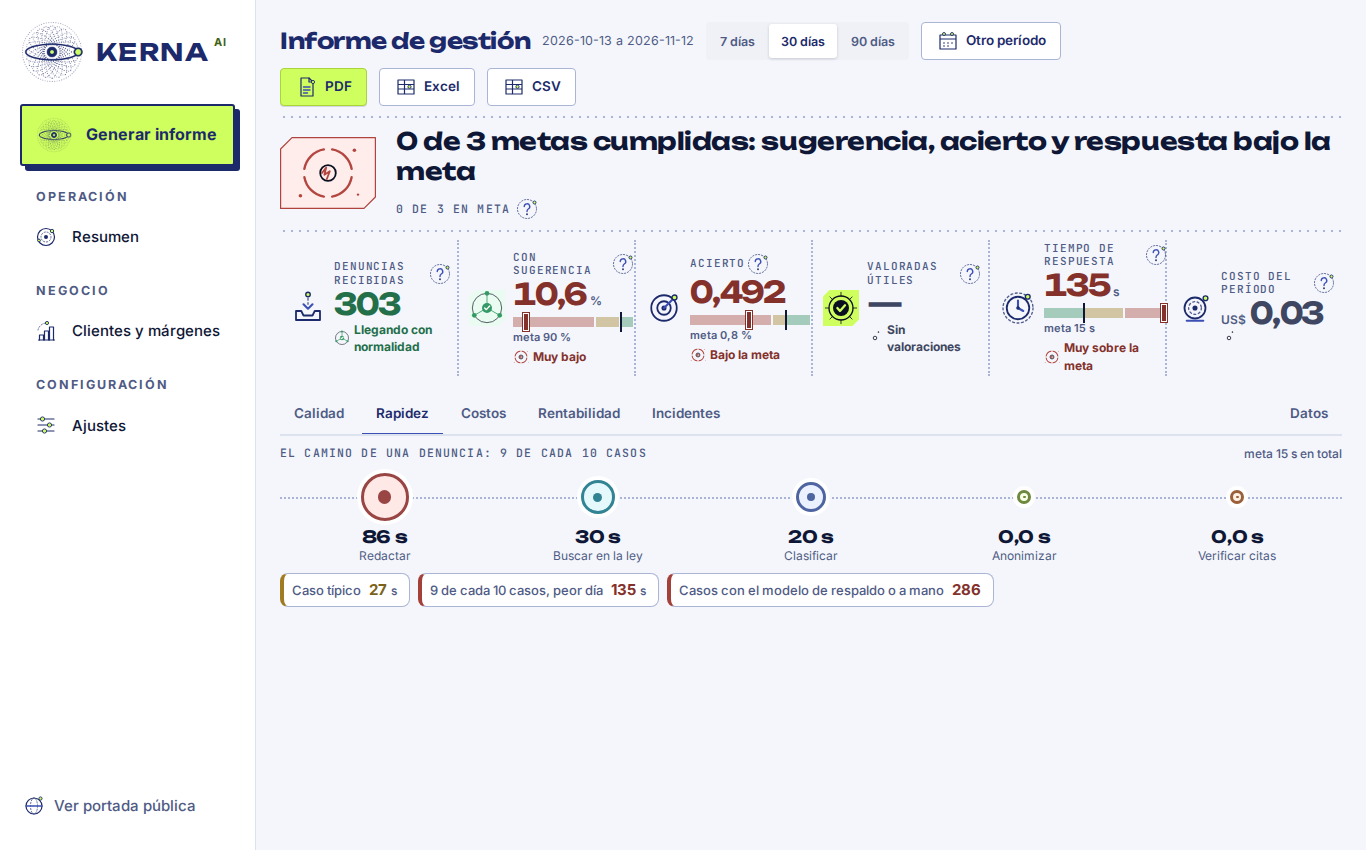 KERNA AI
Generar informe
OPERACIÓN
Resumen
NEGOCIO
Clientes y márgenes
CONFIGURACIÓN
Ajustes
Ver portada pública
Informe de gestión 2026-10-13 a 2026-11-12 7 días 30 días 90 días Otro período
PDF Excel CSV
0 de 3 metas cumplidas: sugerencia, acierto y respuesta bajo la
meta
0 DE 3 EN META ?
DENUNCIAS
RECIBIDAS ?
303
Llegando con
normalidad
CON
SUGERENCIA ?
10,6 %
meta 90 %
Muy bajo
ACIERTO ?
0,492
meta 0,8 %
Bajo la meta
VALORADAS
ÚTILES ?
—
Sin
valoraciones
TIEMPO DE
RESPUESTA ?
135 s
meta 15 s
Muy sobre la
meta
COSTO DEL
PERÍODO ?
US$ 0,03
Calidad Rapidez Costos Rentabilidad Incidentes Datos
EL CAMINO DE UNA DENUNCIA: 9 DE CADA 10 CASOS meta 15 s en total
86 s 30 s 20 s 0,0 s 0,0 s
Redactar Buscar en la ley Clasificar Anonimizar Verificar citas
Caso típico 27 s 9 de cada 10 casos, peor día 135 s Casos con el modelo de respaldo o a mano 286